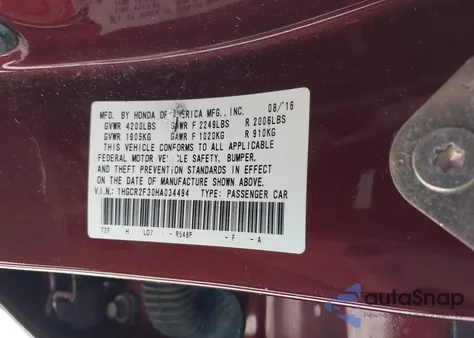 MFD. BY HONDA OF AMERICA MFG., INC. 08/16
GVWR 4200LBS GAWR F 2249LBS R 2006LBS
GVWR 1905KG GAWR F 1020KG R 910KG
THIS VEHICLE CONFORMS TO ALL APPLICABLE
FEDERAL MOTOR VEHICLE SAFETY, BUMPER,
AND THEFT PREVENTION STANDARDS IN EFFECT
ON THE DATE OF MANUFACTURE SHOWN ABOVE.
V.I.N.: 1HGCR2F30HA034494 TYPE: PASSENGER CAR
H - R548P - F - A
autoSnap